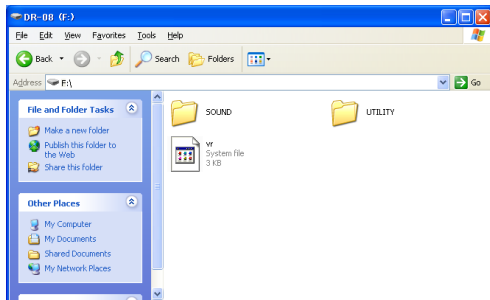 DR-08 (F:)
File Edit View Favorites Tools Help
Back Search Folders
Address F:\ Go
File and Folder Tasks
Make a new folder
Publish this folder to
the Web
Share this folder
Other Places
My Computer
My Documents
Shared Documents
My Network Places
SOUND UTILITY
vr
System file
3 KB